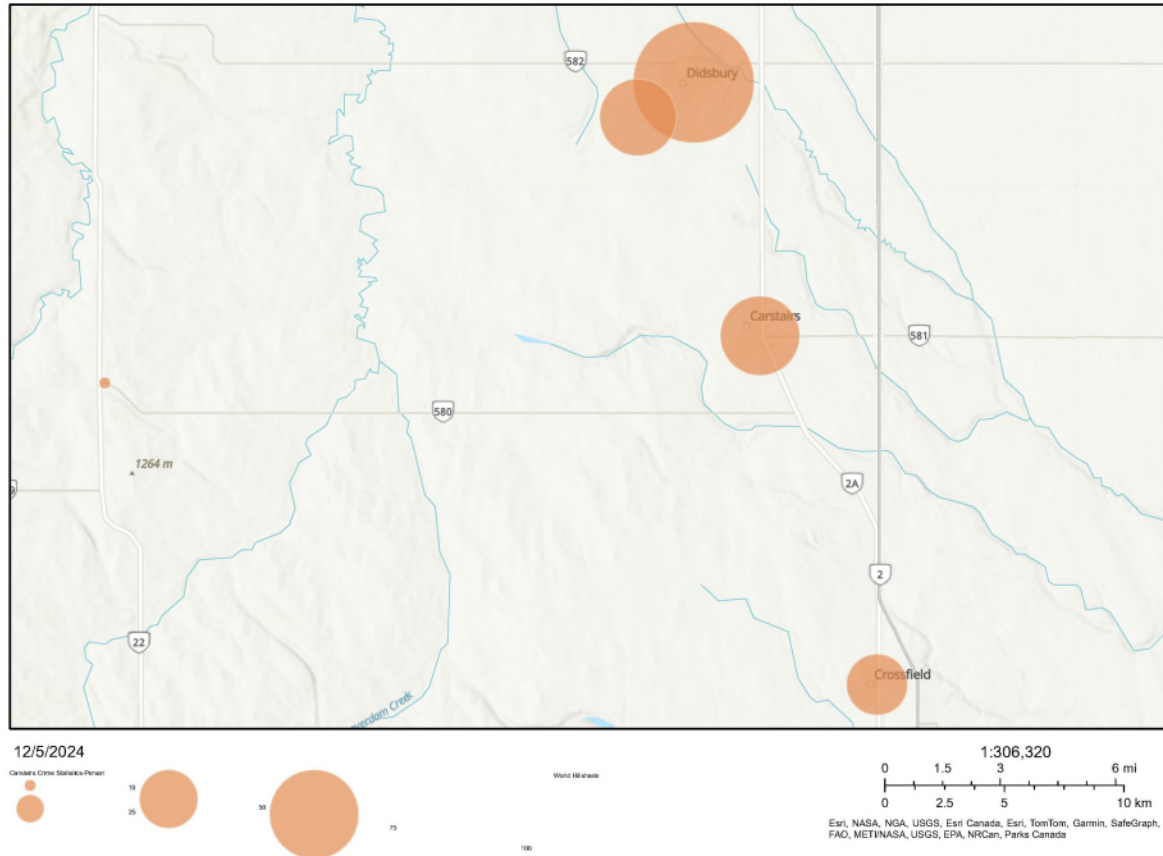 582
Didsbury
Carstairs
581
580
1264 m
2A
2
22
Crossfield
verdam Creek
12/5/2024
1:306,320
Carstairs Crime Statistics-Person
10
25
50
75
100
World Hillshade
0 1.5 3 6 mi
0 2.5 5 10 km
Esri, NASA, NGA, USGS, Esri Canada, Esri, TomTom, Garmin, SafeGraph,
FAO, METI/NASA, USGS, EPA, NRCan, Parks Canada